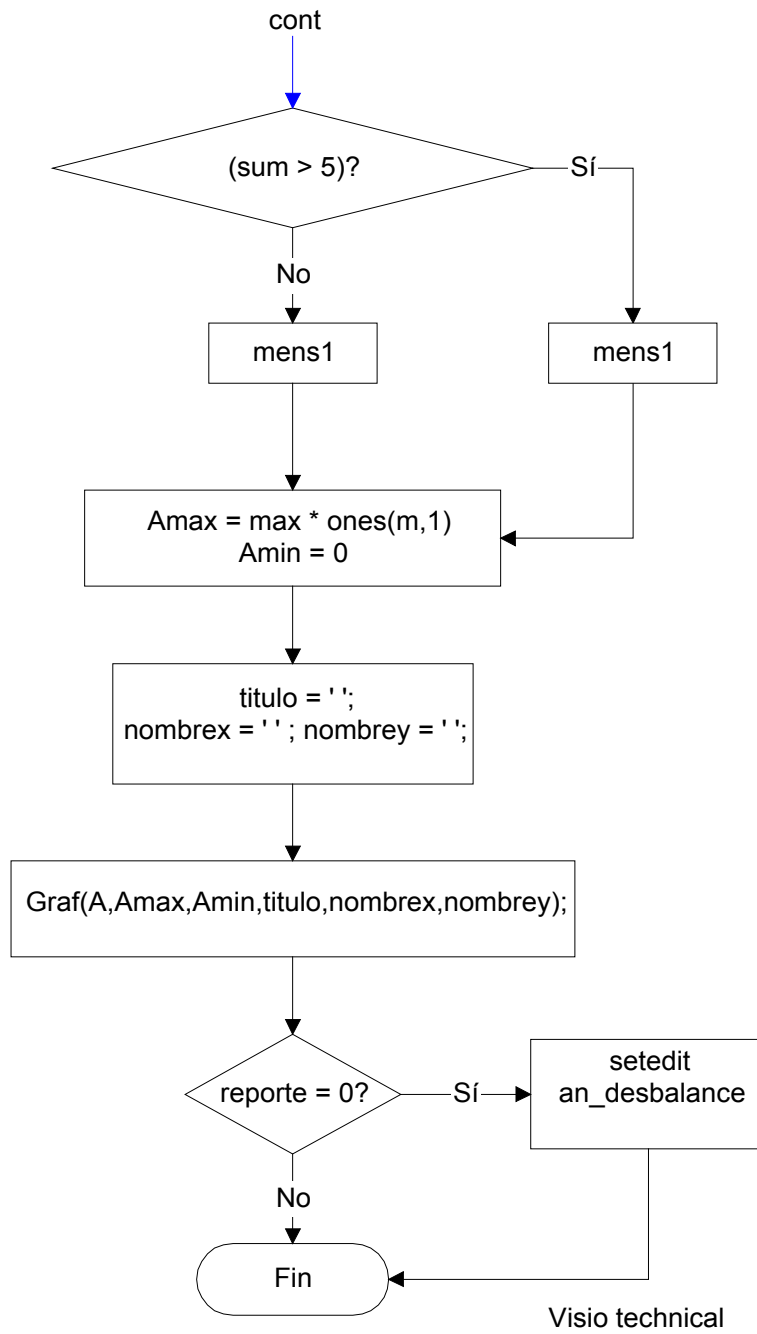 cont
(sum > 5)?
Sí
No
mens1
mens1
Amax = max * ones(m,1)
Amin = 0
titulo = ' ';
nombrex = ' ' ; nombrey = ' ';
Graf(A,Amax,Amin,titulo,nombrex,nombrey);
reporte = 0?
Sí
setedit
an_desbalance
No
Fin
Visio technical